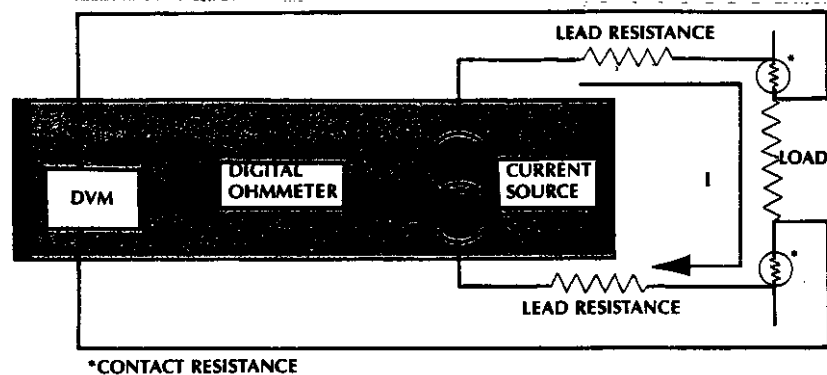 LEAD RESISTANCE
*
LOAD
DIGITAL
OHMMETER
CURRENT
SOURCE
DVM
I
*
LEAD RESISTANCE
*CONTACT RESISTANCE